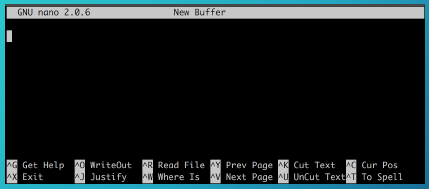 GNU nano 2.0.6 New Buffer
^G Get Help ^O WriteOut ^R Read File ^Y Prev Page ^K Cut Text ^C Cur Pos
^X Exit ^J Justify ^W Where Is ^V Next Page ^U UnCut Text ^T To Spell